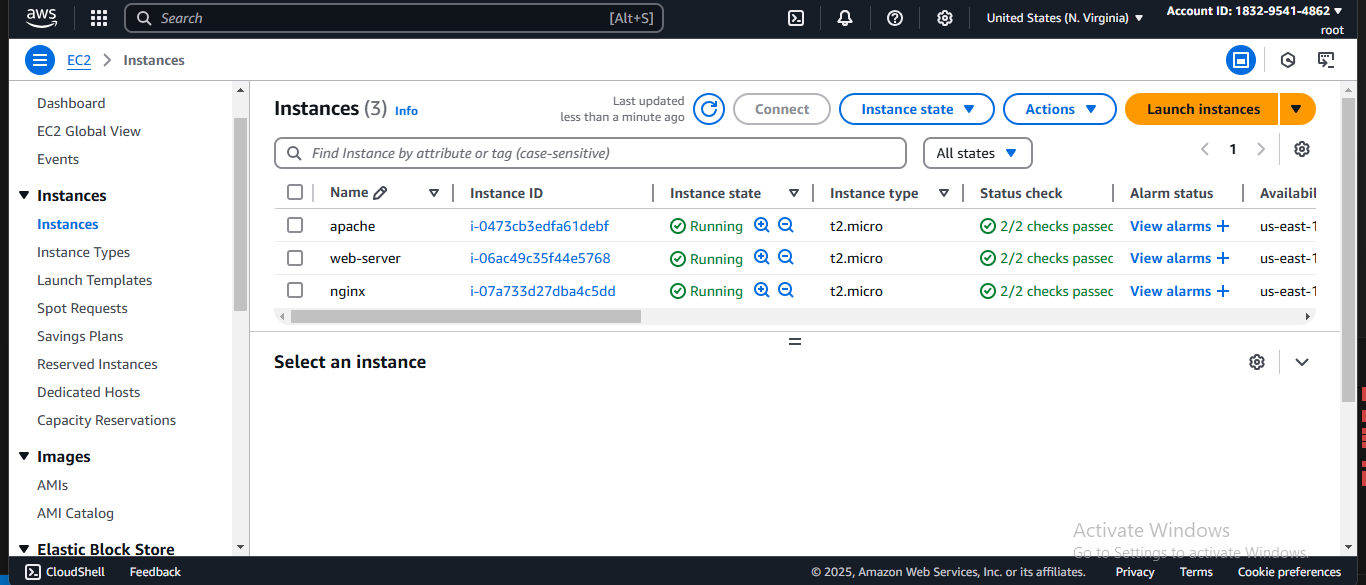 aws
Search [Alt+S]
United States (N. Virginia)
Account ID: 1832-9541-4862
root
EC2 Instances
Dashboard
EC2 Global View
Events
Instances
Instances
Instance Types
Launch Templates
Spot Requests
Savings Plans
Reserved Instances
Dedicated Hosts
Capacity Reservations
Images
AMIs
AMI Catalog
Elastic Block Store
Instances (3) Info
Last updated
less than a minute ago
Connect Instance state Actions Launch instances
Find Instance by attribute or tag (case-sensitive) All states 1
Name Instance ID Instance state Instance type Status check Alarm status Availabil
apache i-0473cb3edfa61debf Running t2.micro 2/2 checks passec View alarms + us-east-1
web-server i-06ac49c35f44e5768 Running t2.micro 2/2 checks passec View alarms + us-east-1
nginx i-07a733d27dba4c5dd Running t2.micro 2/2 checks passec View alarms + us-east-1
Select an instance
Activate Windows
Go to Settings to activate Windows.
CloudShell Feedback © 2025, Amazon Web Services, Inc. or its affiliates. Privacy Terms Cookie preferences